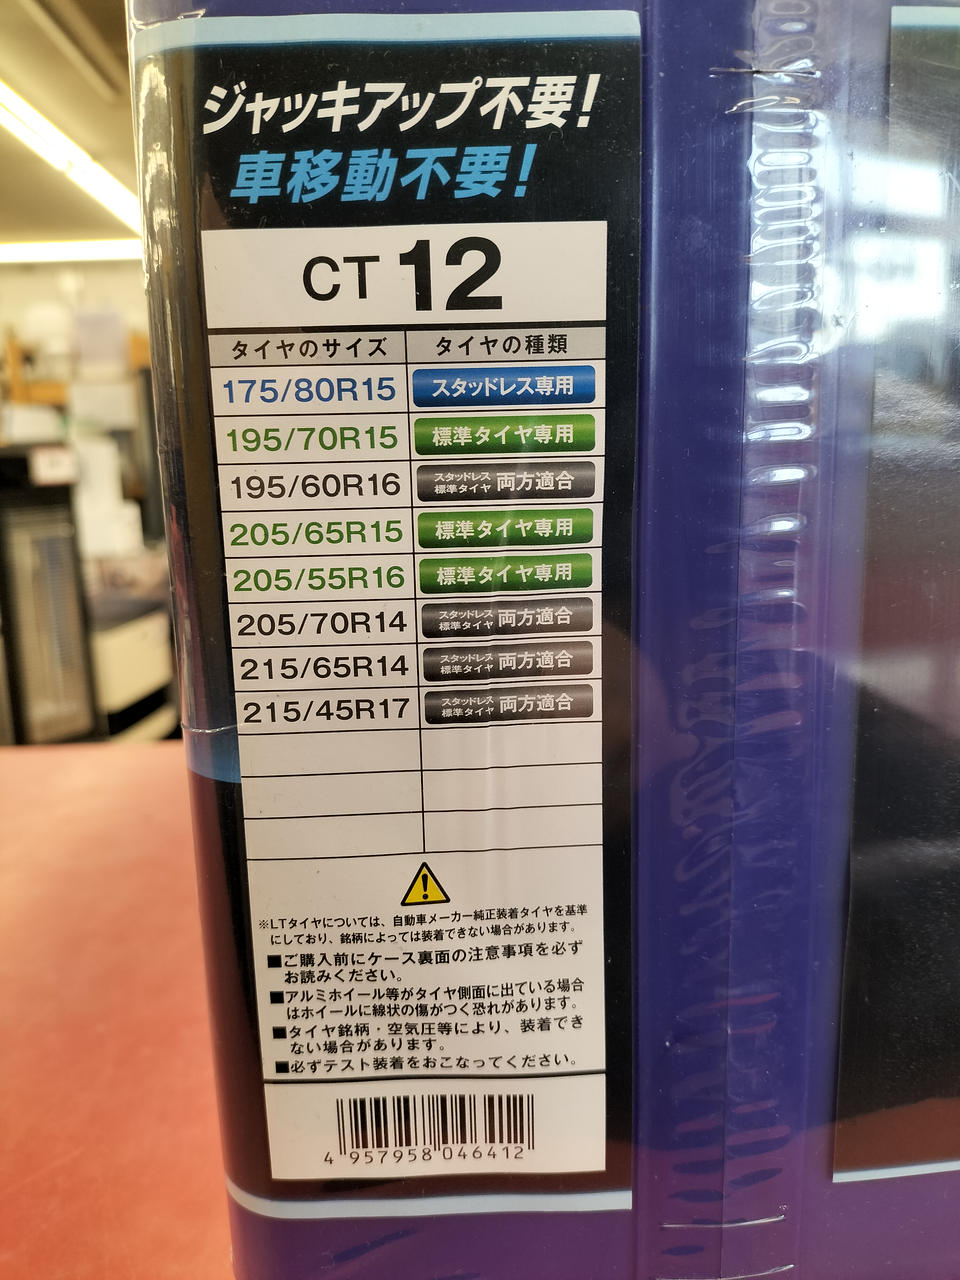 ジャッキアップ不要!
車移動不要!
CT 12
タイヤのサイズ タイヤの種類
175/80R15 スタッドレス専用
195/70R15 標準タイヤ専用
195/60R16 スタッドレス 標準タイヤ 両方適合
205/65R15 標準タイヤ専用
205/55R16 標準タイヤ専用
205/70R14 スタッドレス 標準タイヤ 両方適合
215/65R14 スタッドレス 標準タイヤ 両方適合
215/45R17 スタッドレス 標準タイヤ 両方適合
※LTタイヤについては、自動車メーカー純正装着タイヤを基準
にしており、銘柄によっては装着できない場合があります。
■ご購入前にケース裏面の注意事項を必ず
お読みください。
■アルミホイール等がタイヤ側面に出ている場合
はホイールに線状の傷がつく恐れがあります。
■タイヤ銘柄・空気圧等により、装着でき
ない場合があります。
■必ずテスト装着をおこなってください。
4 957958 046412